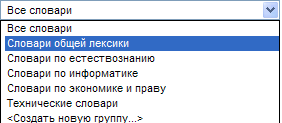 Все словари
Все словари
Словари общей лексики
Словари по естествознанию
Словари по информатике
Словари по экономике и праву
Технические словари
<Создать новую группу...>